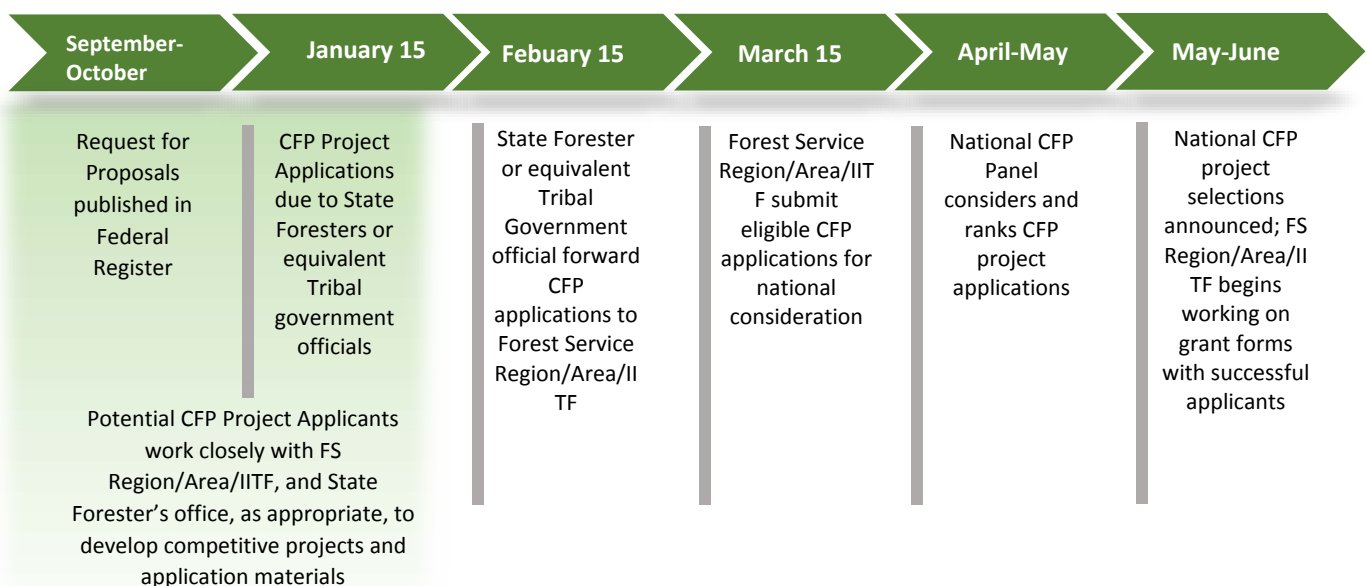 September-
October
January 15
Febuary 15
March 15
April-May
May-June
Request for
Proposals
published in
Federal
Register
CFP Project
Applications
due to State
Foresters or
equivalent
Tribal
government
officials
Potential CFP Project Applicants
work closely with FS
Region/Area/IITF, and State
Forester’s office, as appropriate, to
develop competitive projects and
application materials
State Forester
or equivalent
Tribal
Government
official forward
CFP
applications to
Forest Service
Region/Area/II
TF
Forest Service
Region/Area/IIT
F submit
eligible CFP
applications for
national
consideration
National CFP
Panel
considers and
ranks CFP
project
applications
National CFP
project
selections
announced; FS
Region/Area/II
TF begins
working on
grant forms
with successful
applicants